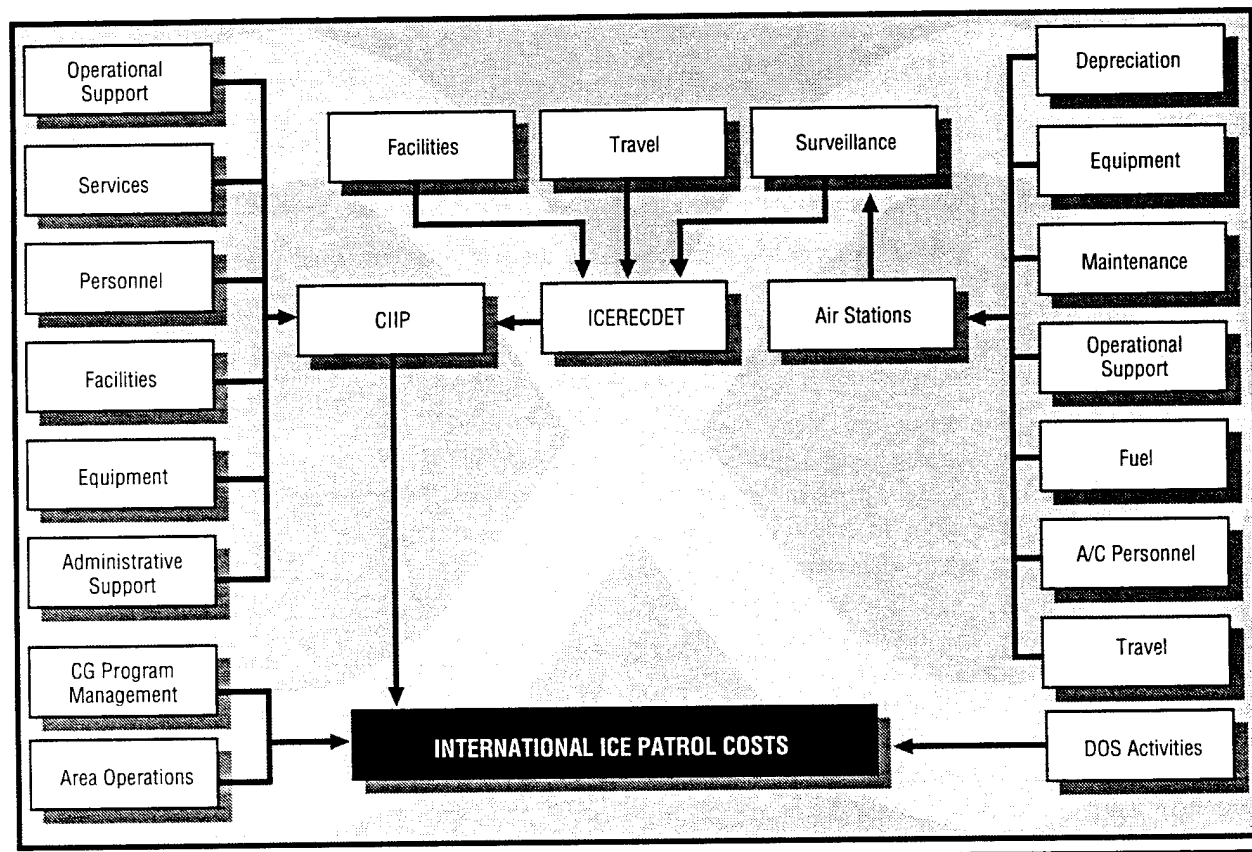 Operational
Support
Services
Personnel
Facilities
Equipment
Administrative
Support
CG Program
Management
Area Operations
Facilities
Travel
Surveillance
CIIP
ICERECDET
Air Stations
INTERNATIONAL ICE PATROL COSTS
Depreciation
Equipment
Maintenance
Operational
Support
Fuel
A/C Personnel
Travel
DOS Activities